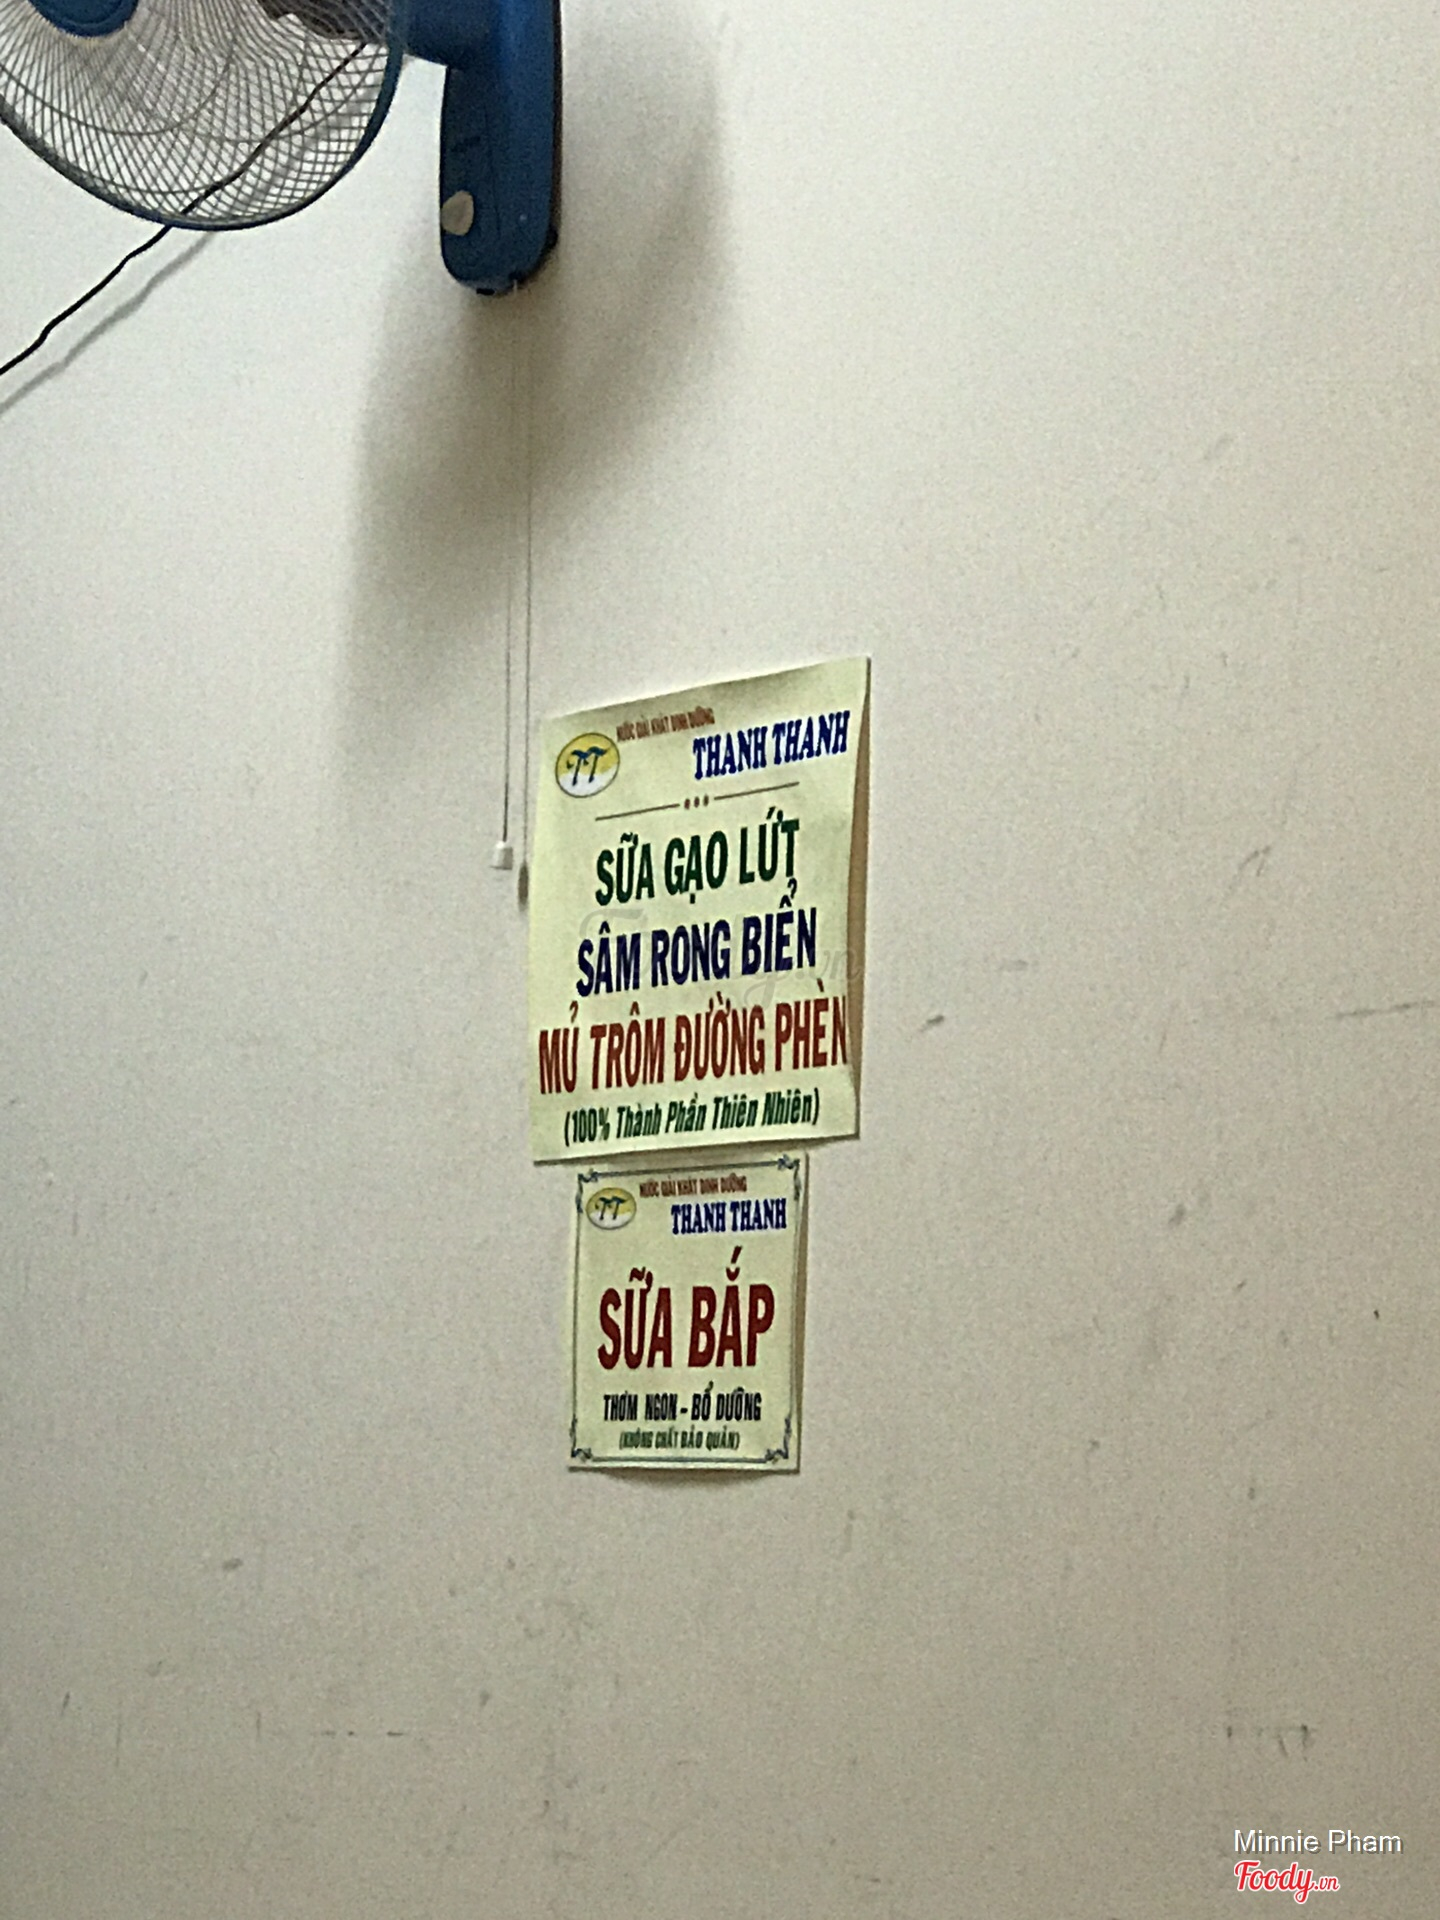 NƯỚC GIẢI KHÁT DINH DƯỠNG
TT
THANH THANH
SỮA GẠO LỨT
SÂM RONG BIỂN
MỦ TRÔM ĐƯỜNG PHÈN
(100% Thành Phần Thiên Nhiên)
NƯỚC GIẢI KHÁT DINH DƯỠNG
TT
THANH THANH
SỮA BẮP
THƠM NGON - BỔ DƯỠNG
(KHÔNG CHẤT BẢO QUẢN)
Minnie Pham
Foody.vn